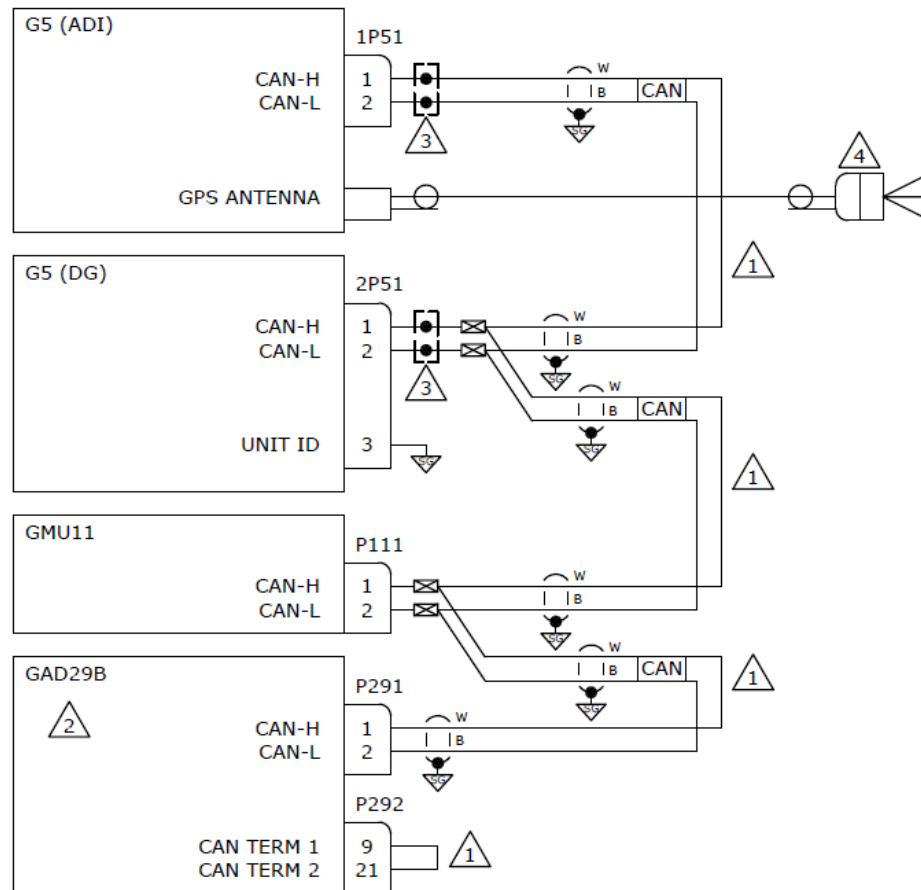 G5 (ADI)
1P51
CAN-H 1 W
CAN-L 2 B CAN
SG
3
4
GPS ANTENNA
G5 (DG)
1
2P51
CAN-H 1 W
CAN-L 2 B
SG
3
W
B CAN
SG
UNIT ID 3
SG
1
GMU11
P111
CAN-H 1 W
CAN-L 2 B
SG
W
B CAN
SG
1
GAD29B
2
P291
CAN-H 1 W
CAN-L 2 B
SG
P292
CAN TERM 1 9
CAN TERM 2 21
1